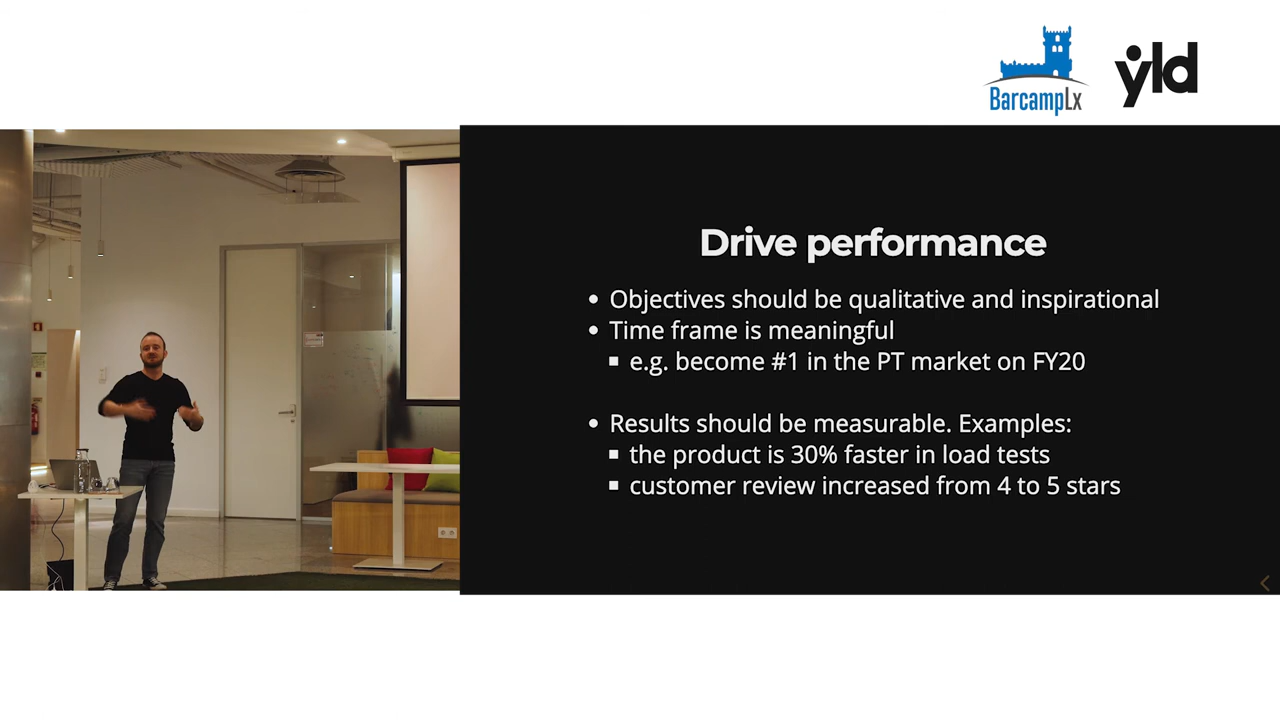 BarcampLx
yld
Drive performance
• Objectives should be qualitative and inspirational
• Time frame is meaningful
▪ e.g. become #1 in the PT market on FY20
• Results should be measurable. Examples:
▪ the product is 30% faster in load tests
▪ customer review increased from 4 to 5 stars